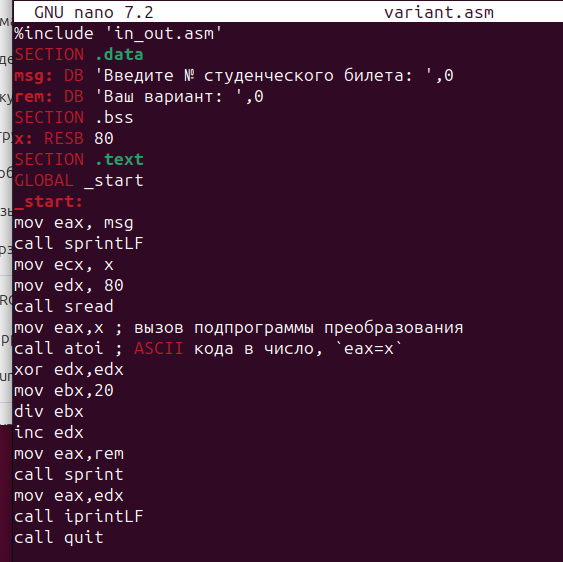 GNU nano 7.2 variant.asm
%include 'in_out.asm'
SECTION .data
msg: DB 'Введите № студенческого билета: ',0
rem: DB 'Ваш вариант: ',0
SECTION .bss
x: RESB 80
SECTION .text
GLOBAL _start
_start:
mov eax, msg
call sprintLF
mov ecx, x
mov edx, 80
call sread
mov eax,x ; вызов подпрограммы преобразования
call atoi ; ASCII кода в число, `eax=x`
xor edx,edx
mov ebx,20
div ebx
inc edx
mov eax,rem
call sprint
mov eax,edx
call iprintLF
call quit